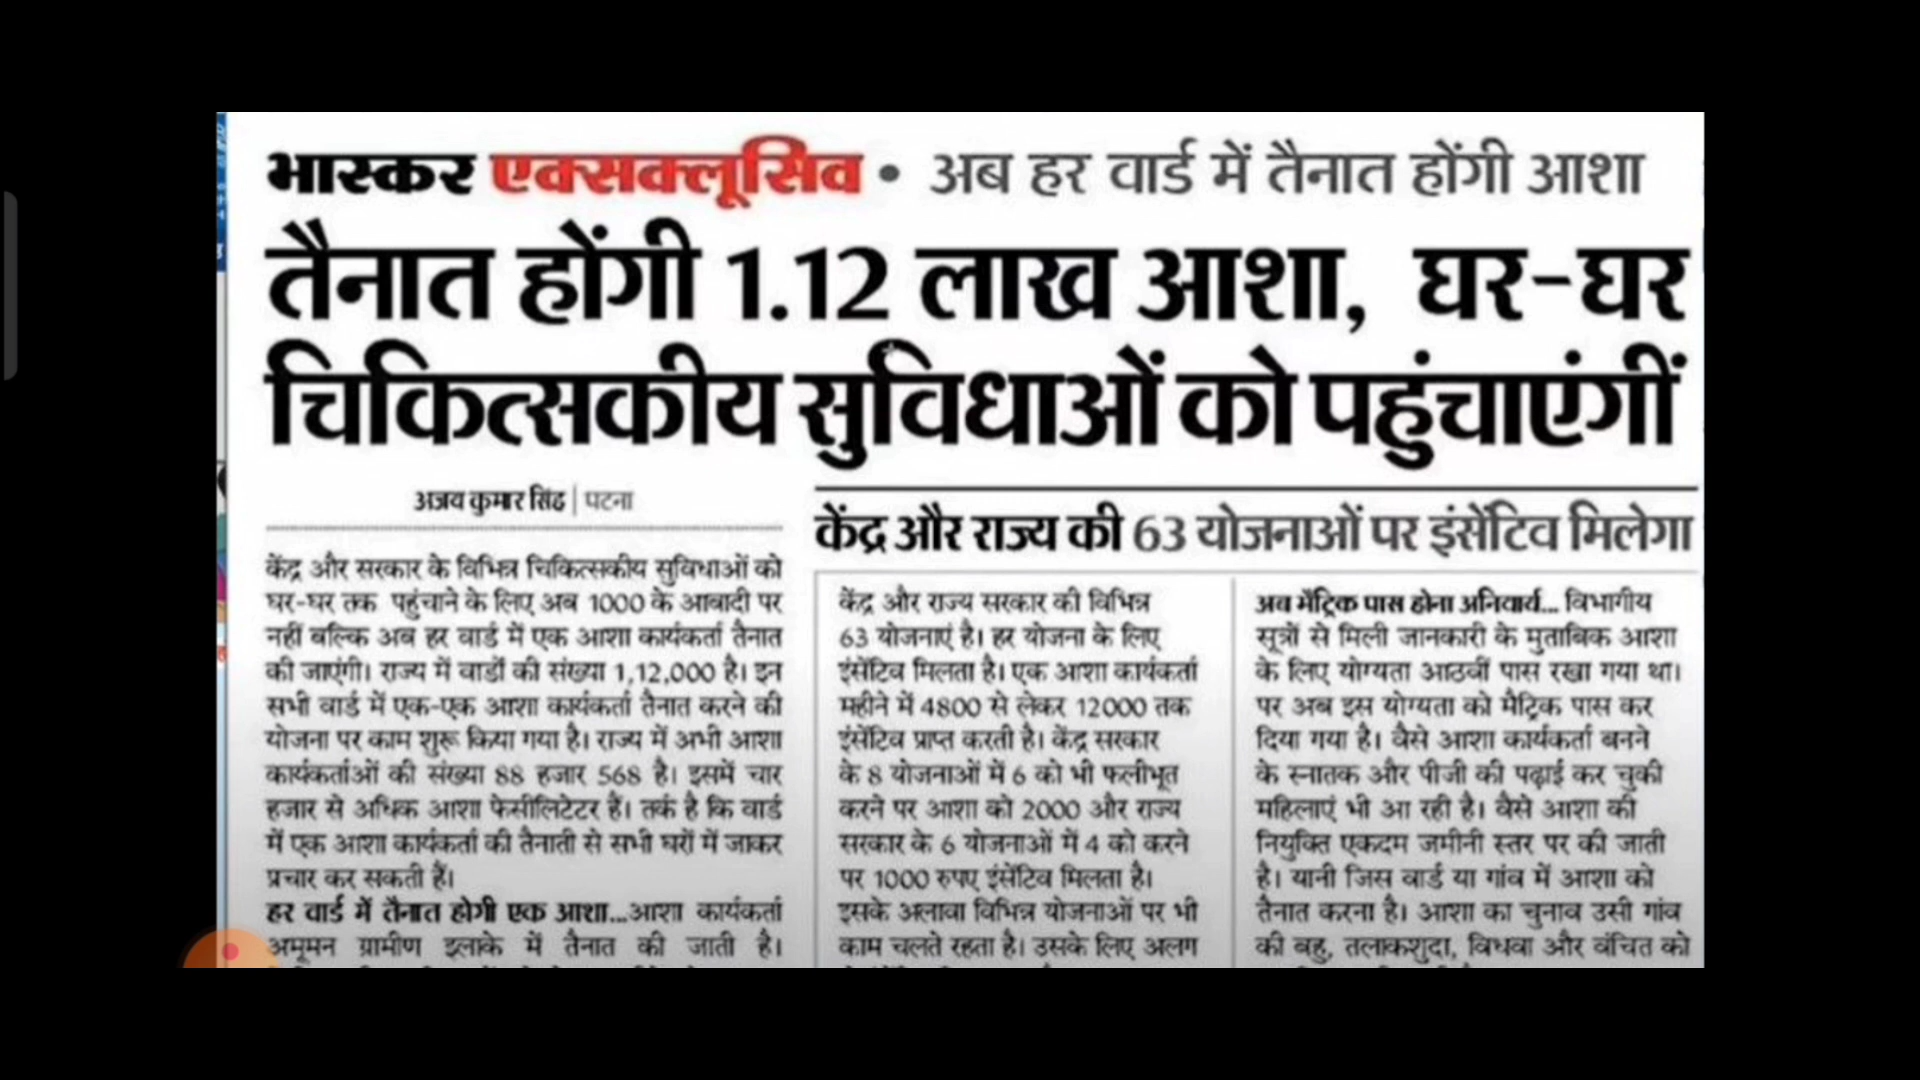 भास्कर एक्सक्लूसिव • अब हर वार्ड में तैनात होंगी आशा
तैनात होंगी 1.12 लाख आशा, घर-घर
चिकित्सकीय सुविधाओं को पहुंचाएंगीं
अजय कुमार सिंह | पटना
केंद्र और सरकार के विभिन्न चिकित्सकीय सुविधाओं को
घर-घर तक पहुंचाने के लिए अब 1000 के आबादी पर
नहीं बल्कि अब हर वार्ड में एक आशा कार्यकर्ता तैनात
की जाएंगी। राज्य में वार्डों की संख्या 1,12,000 है। इन
सभी वार्ड में एक-एक आशा कार्यकर्ता तैनात करने की
योजना पर काम शुरू किया गया है। राज्य में अभी आशा
कार्यकर्ताओं की संख्या 88 हजार 568 है। इसमें चार
हजार से अधिक आशा फेसीलिटेटर हैं। तर्क है कि वार्ड
में एक आशा कार्यकर्ता की तैनाती से सभी घरों में जाकर
प्रचार कर सकती हैं।
हर वार्ड में तैनात होगी एक आशा...आशा कार्यकर्ता
अमूमन ग्रामीण इलाके में तैनात की जाती है।
केंद्र और राज्य की 63 योजनाओं पर इंसेंटिव मिलेगा
केंद्र और राज्य सरकार की विभिन्न
63 योजनाएं है। हर योजना के लिए
इंसेंटिव मिलता है। एक आशा कार्यकर्ता
महीने में 4800 से लेकर 12000 तक
इंसेंटिव प्राप्त करती है। केंद्र सरकार
के 8 योजनाओं में 6 को भी फलीभूत
करने पर आशा को 2000 और राज्य
सरकार के 6 योजनाओं में 4 को करने
पर 1000 रुपए इंसेंटिव मिलता है।
इसके अलावा विभिन्न योजनाओं पर भी
काम चलते रहता है। उसके लिए अलग
अब मैट्रिक पास होना अनिवार्य... विभागीय
सूत्रों से मिली जानकारी के मुताबिक आशा
के लिए योग्यता आठवीं पास रखा गया था।
पर अब इस योग्यता को मैट्रिक पास कर
दिया गया है। वैसे आशा कार्यकर्ता बनने
के स्नातक और पीजी की पढ़ाई कर चुकी
महिलाएं भी आ रही है। वैसे आशा की
नियुक्ति एकदम जमीनी स्तर पर की जाती
है। यानी जिस वार्ड या गांव में आशा को
तैनात करना है। आशा का चुनाव उसी गांव
की बहु, तलाकशुदा, विधवा और वंचित को